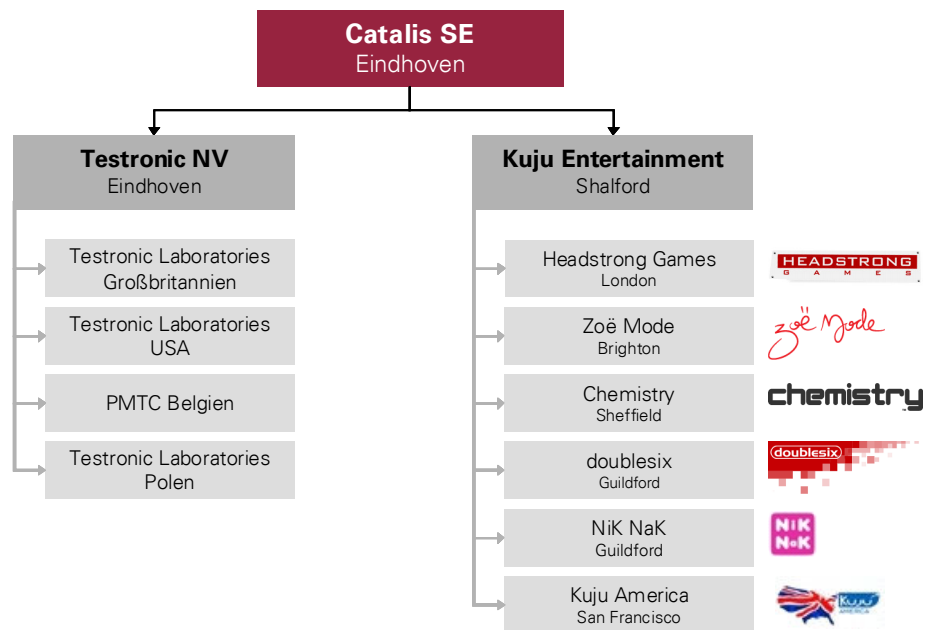 Catalis SE
Eindhoven
Testronic NV
Eindhoven
Testronic Laboratories
Großbritannien
Testronic Laboratories
USA
PMTC Belgien
Testronic Laboratories
Polen
Kuju Entertainment
Shalford
Headstrong Games
London
HEADSTRONG
GAMES
Zoë Mode
Brighton
zoë mode
Chemistry
Sheffield
chemistry
doublesix
Guildford
doublesix
NiK NaK
Guildford
NiK
NaK
Kuju America
San Francisco
Kuju
AMERICA